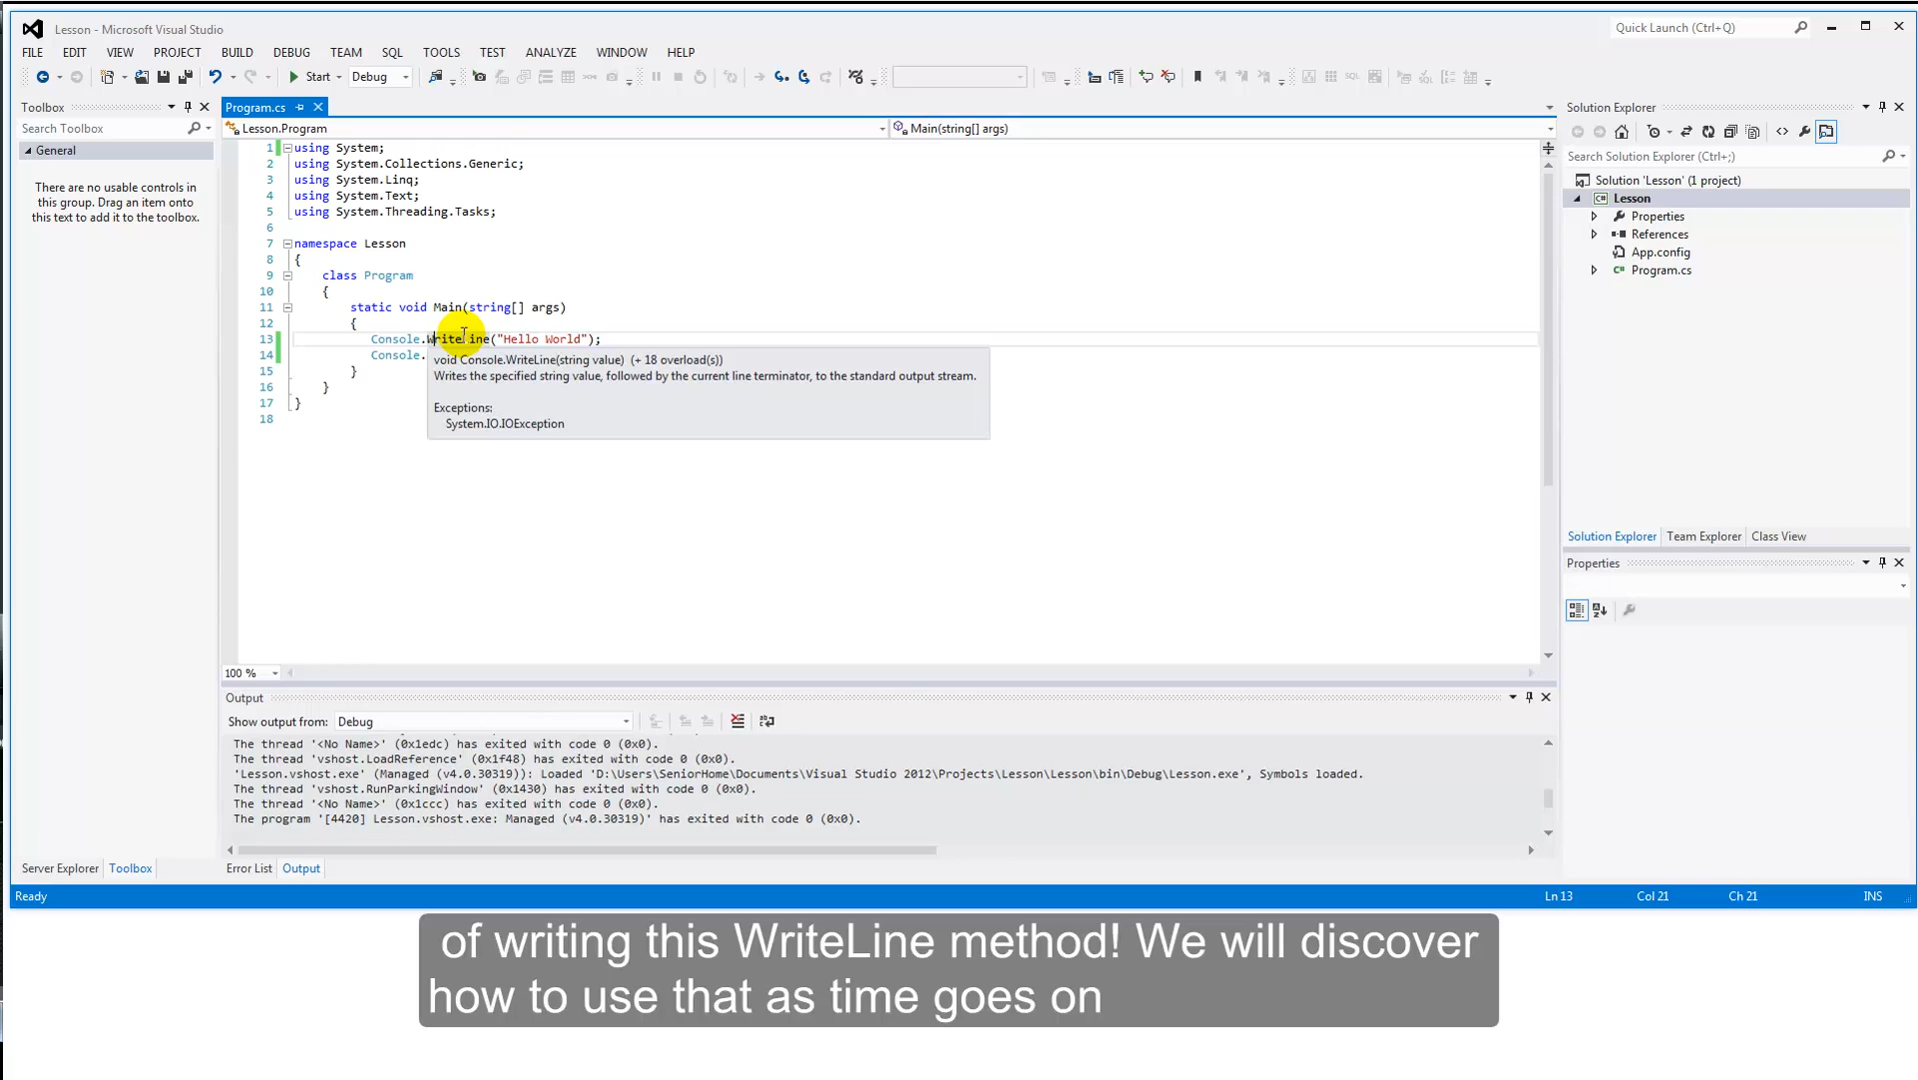 Lesson - Microsoft Visual Studio
Quick Launch (Ctrl+Q)
FILE EDIT VIEW PROJECT BUILD DEBUG TEAM SQL TOOLS TEST ANALYZE WINDOW HELP
Start Debug
Toolbox
Program.cs
Solution Explorer
Search Toolbox
Lesson.Program
Main(string[] args)
General
There are no usable controls in
this group. Drag an item onto
this text to add it to the toolbox.
1 using System;
2 using System.Collections.Generic;
3 using System.Linq;
4 using System.Text;
5 using System.Threading.Tasks;
6
7 namespace Lesson
8 {
9 class Program
10 {
11 static void Main(string[] args)
12 {
13 Console.WriteLine("Hello World");
14 Console.
15 }
16 }
17 }
18
void Console.WriteLine(string value) (+ 18 overload(s))
Writes the specified string value, followed by the current line terminator, to the standard output stream.
Exceptions:
System.IO.IOException
Search Solution Explorer (Ctrl+;)
Solution 'Lesson' (1 project)
Lesson
Properties
References
App.config
Program.cs
Solution Explorer Team Explorer Class View
Properties
100 %
Output
Show output from: Debug
The thread '<No Name>' (0x1edc) has exited with code 0 (0x0).
The thread 'vshost.LoadReference' (0x1f48) has exited with code 0 (0x0).
'Lesson.vshost.exe' (Managed (v4.0.30319)): Loaded 'D:\Users\SeniorHome\Documents\Visual Studio 2012\Projects\Lesson\Lesson\bin\Debug\Lesson.exe', Symbols loaded.
The thread 'vshost.RunParkingWindow' (0x1430) has exited with code 0 (0x0).
The thread '<No Name>' (0x1ccc) has exited with code 0 (0x0).
The program '[4420] Lesson.vshost.exe: Managed (v4.0.30319)' has exited with code 0 (0x0).
Server Explorer Toolbox
Error List Output
Ready
Ln 13 Col 21 Ch 21 INS
of writing this WriteLine method! We will discover
how to use that as time goes on